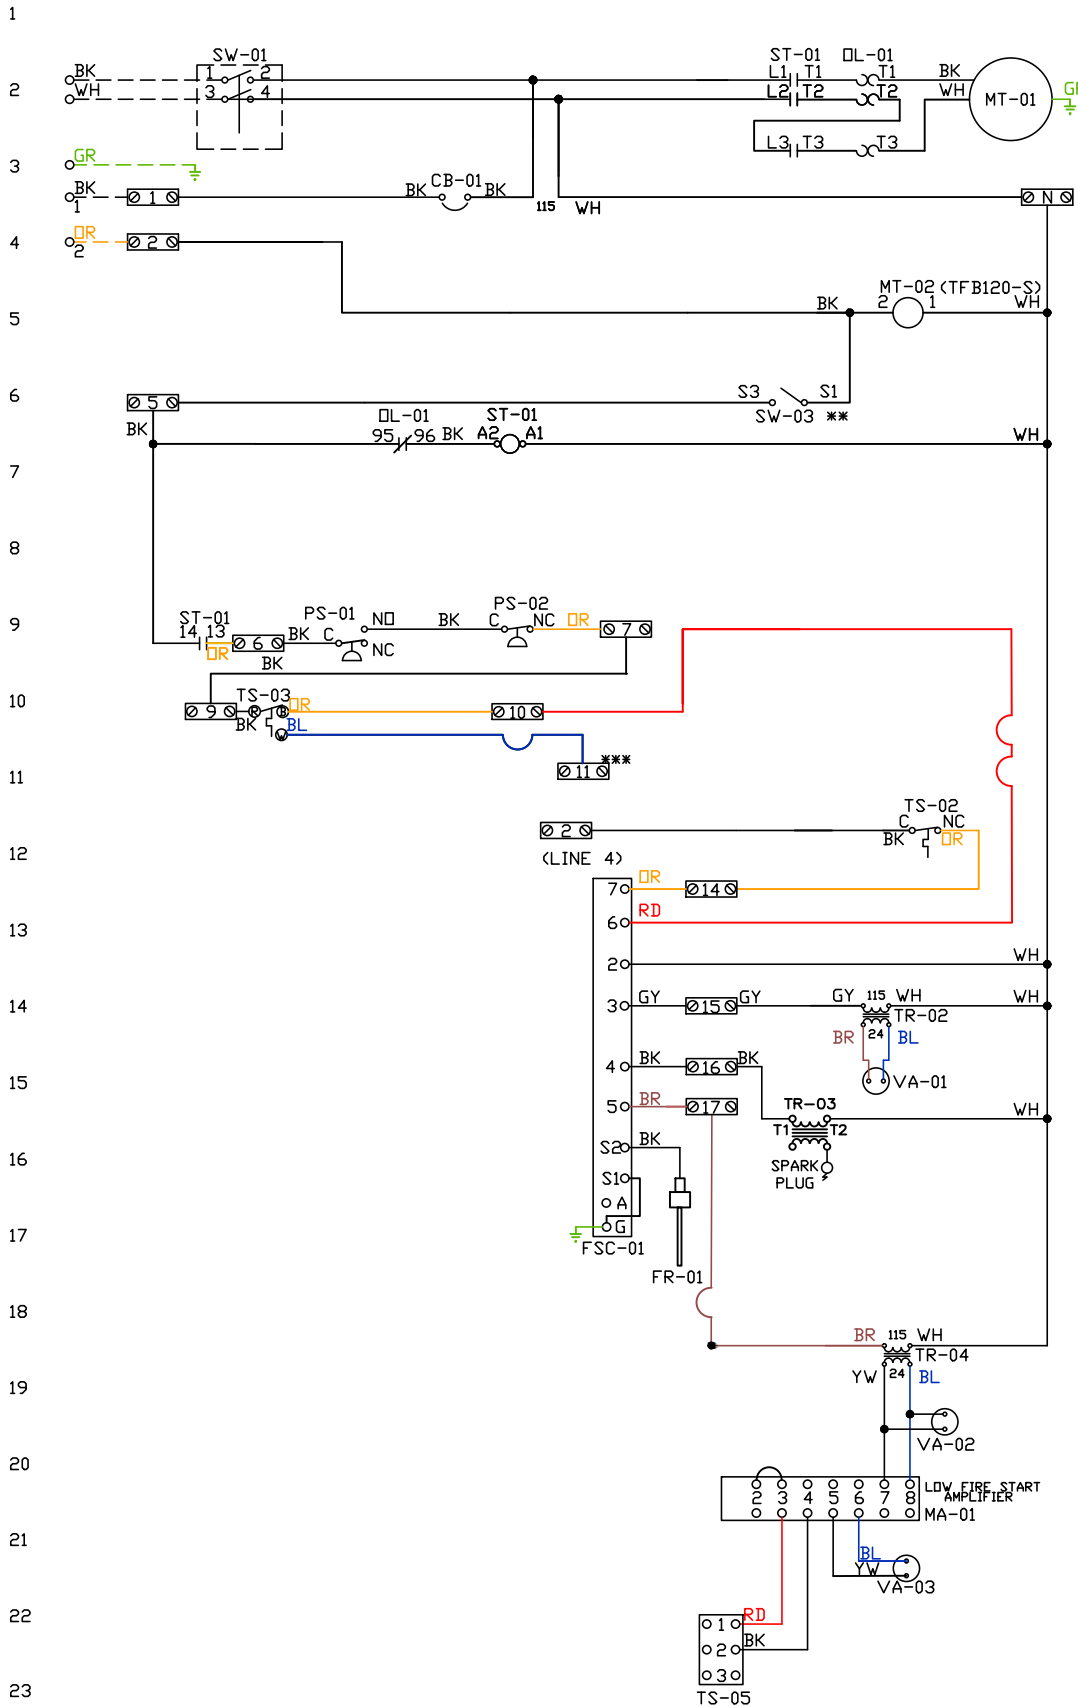 1
SW-01 ST-01 OL-01
BK 1 2 L1 T1 T1 BK
2 WH 3 4 L2 T2 T2 WH MT-01 GR
L3 T3 T3
3 GR
BK 1 1 BK CB-01 BK 115 WH N
4 OR 2 2
MT-02 (TFB120-S)
5 BK 2 1 WH
6 5 S3 S1
SW-03 **
BK OL-01 ST-01
95 96 BK A2 A1 WH
7
8
9 ST-01 PS-01 NO BK PS-02
14 13 OR 6 BK C NC C NC OR 7
BK
10 TS-03
9 BK R B OR 10
W BL
11 11 ***
TS-02
2 C NC
BK OR
12 (LINE 4)
7 OR 14
13 6 RD
2 WH
14 3 GY 15 GY GY 115 WH WH
TR-02
BR 24 BL
15 4 BK 16 BK VA-01
5 BR 17 TR-03 WH
T1 T2
16 S2 BK SPARK
PLUG
S1
A
17 G
FSC-01
FR-01
18
BR 115 WH
TR-04
19 YW 24 BL
VA-02
20
2 3 4 5 6 7 8 LOW FIRE START
AMPLIFIER
MA-01
21 BL
YW
VA-03
22 1 RD
2 BK
3
23 TS-05